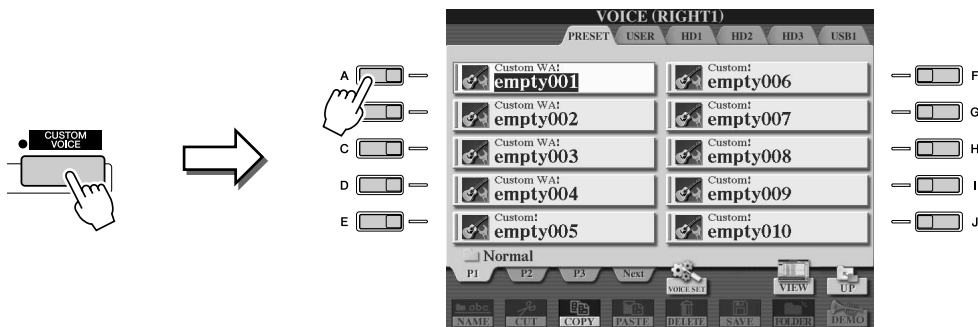 CUSTOM
VOICE
A
C
D
E
VOICE (RIGHT1)
PRESET USER HD1 HD2 HD3 USB1
Custom WA!
empty001
Custom WA!
empty002
Custom WA!
empty003
Custom WA!
empty004
Custom!
empty005
Custom!
empty006
Custom!
empty007
Custom!
empty008
Custom!
empty009
Custom!
empty010
Normal
P1 P2 P3 Next
VOICE SET
VIEW
UP
abc
NAME CUT COPY PASTE DELETE SAVE FOLDER DEMO
F
G
H
I
J